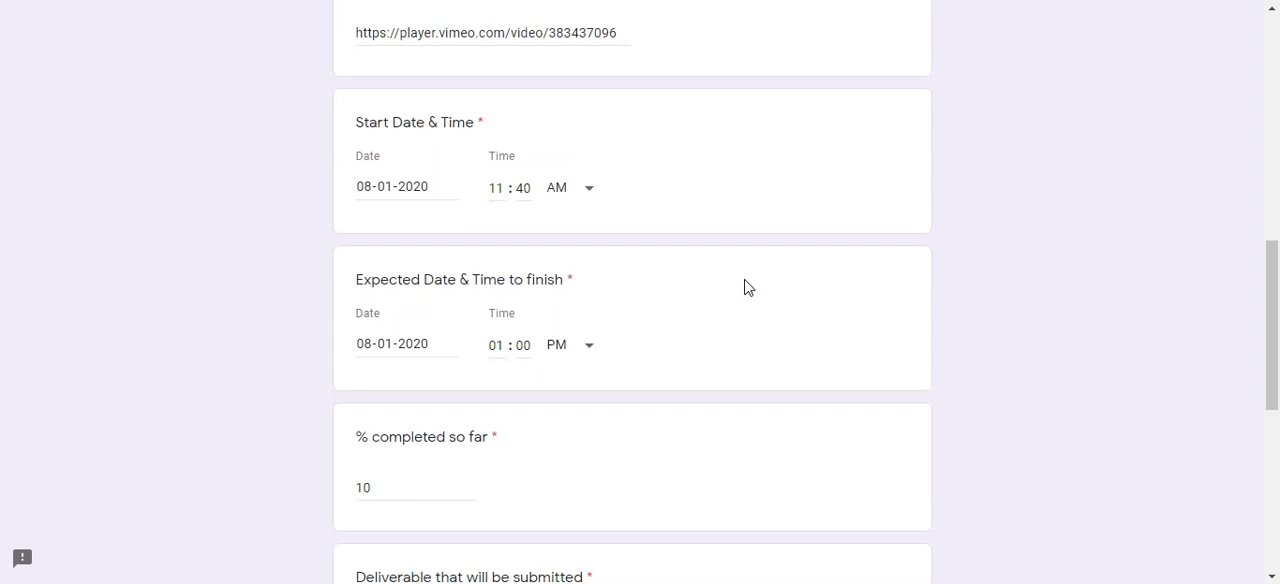 https://player.vimeo.com/video/383437096
Start Date & Time *
Date Time
08-01-2020 11 : 40 AM
Expected Date & Time to finish *
Date Time
08-01-2020 01 : 00 PM
% completed so far *
10
Deliverable that will be submitted *